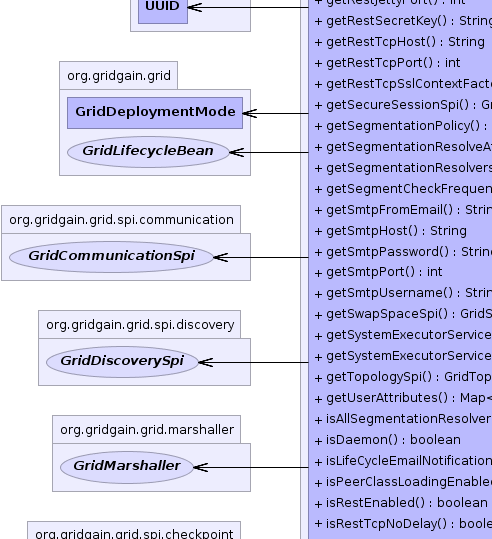 UUID
org.gridgain.grid
GridDeploymentMode
GridLifecycleBean
org.gridgain.grid.spi.communication
GridCommunicationSpi
org.gridgain.grid.spi.discovery
GridDiscoverySpi
org.gridgain.grid.marshaller
GridMarshaller
org.gridgain.grid.spi.checkpoint
+ getRestJettyPort() : int
+ getRestSecretKey() : String
+ getRestTcpHost() : String
+ getRestTcpPort() : int
+ getRestTcpSslContextFacto
+ getSecureSessionSpi() : Gr
+ getSegmentationPolicy() :
+ getSegmentationResolveAt
+ getSegmentationResolvers
+ getSegmentCheckFrequen
+ getSmtpFromEmail() : Strin
+ getSmtpHost() : String
+ getSmtpPassword() : String
+ getSmtpPort() : int
+ getSmtpUsername() : Strin
+ getSwapSpaceSpi() : GridS
+ getSystemExecutorService
+ getSystemExecutorService
+ getTopologySpi() : GridTop
+ getUserAttributes() : Map<
+ isAllSegmentationResolver
+ isDaemon() : boolean
+ isLifeCycleEmailNotification
+ isPeerClassLoadingEnabled
+ isRestEnabled() : boolean
+ isRestTcpNoDelay() : boole